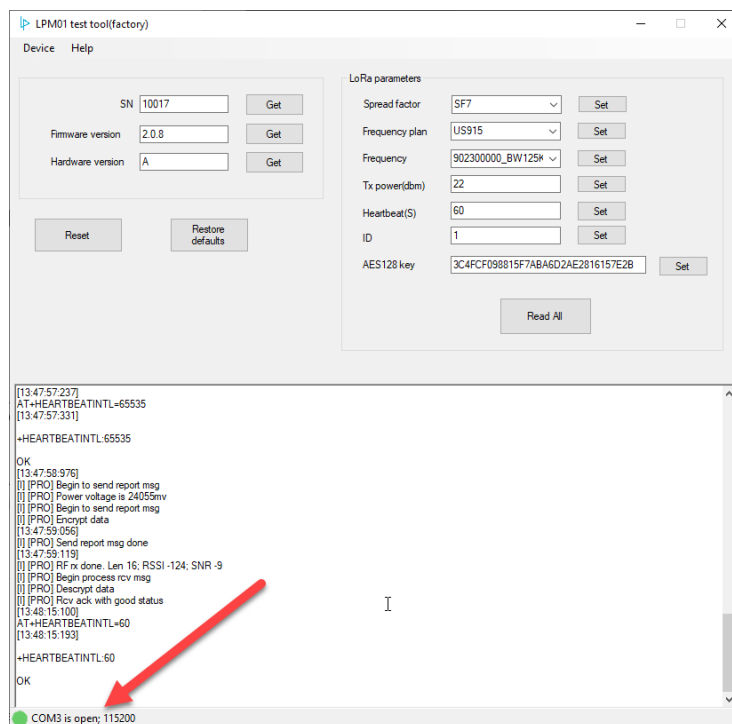 LPM01 test tool(factory)
Device Help
SN 10017 Get
Firmware version 2.0.8 Get
Hardware version A Get
Reset
Restore
defaults
LoRa parameters
Spread factor SF7 Set
Frequency plan US915 Set
Frequency 902300000_BW125K Set
Tx power(dbm) 22 Set
Heartbeat(S) 60 Set
ID 1 Set
AES128 key 3C4FCF098815F7ABA6D2AE2816157E2B Set
Read All
[13:47:57:237]
AT+HEARTBEATINTL=65535
[13:47:57:331]
+HEARTBEATINTL:65535
OK
[13:47:58:976]
[I] [PRO] Begin to send report msg
[I] [PRO] Power voltage is 24055mv
[I] [PRO] Begin to send report msg
[I] [PRO] Encrypt data
[13:47:59:056]
[I] [PRO] Send report msg done
[13:47:59:119]
[I] [PRO] RF rx done. Len 16; RSSI -124; SNR -9
[I] [PRO] Begin process rcv msg
[I] [PRO] Descrypt data
[I] [PRO] Rcv ack with good status
[13:48:15:100]
AT+HEARTBEATINTL=60
[13:48:15:193]
+HEARTBEATINTL:60
OK
COM3 is open; 115200